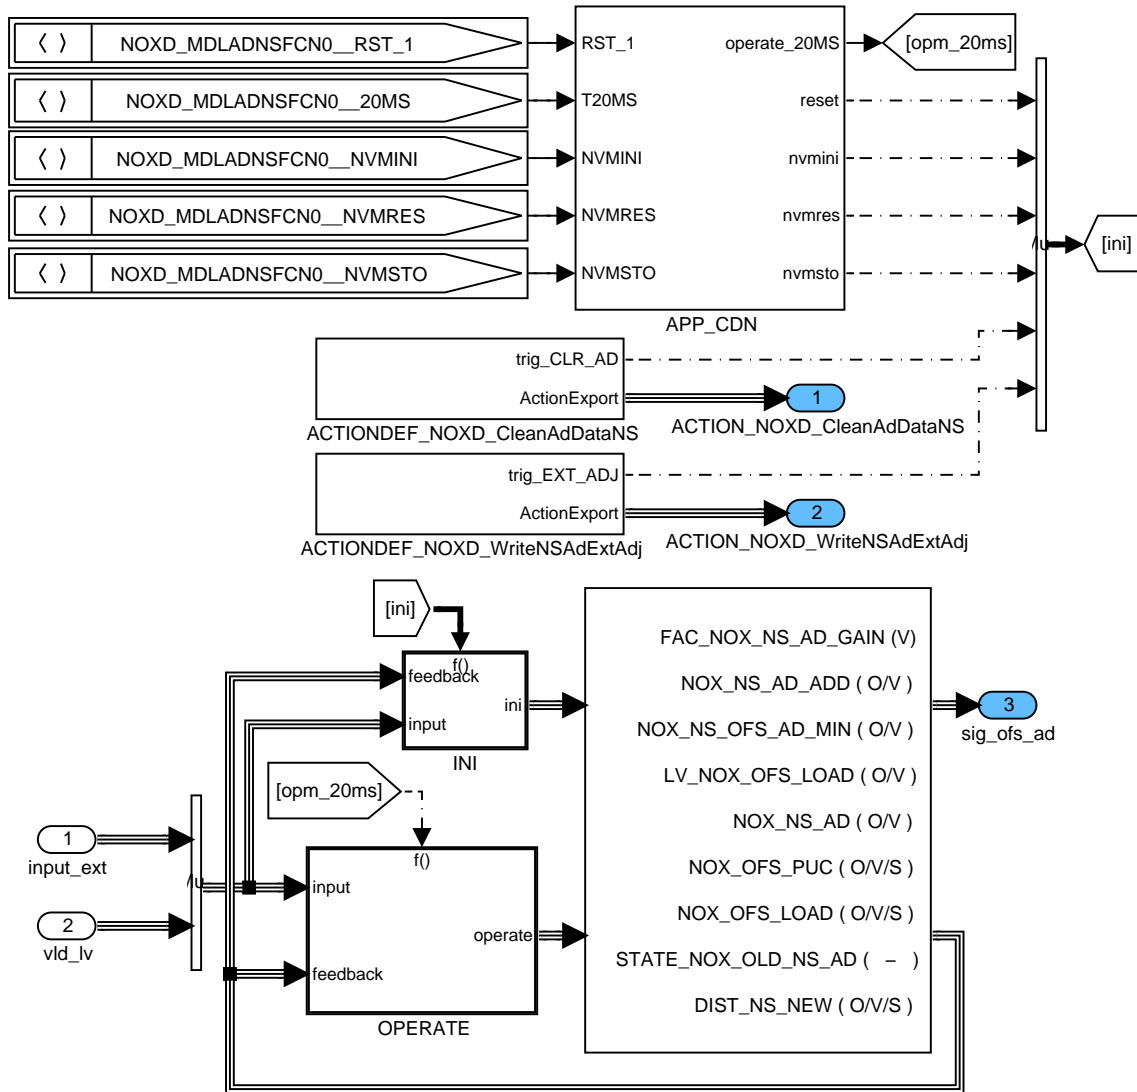 NOXD_MDLADNSFCN0__RST_1
RST_1
operate_20MS
[opm_20ms]
NOXD_MDLADNSFCN0__20MS
T20MS
reset
NOXD_MDLADNSFCN0__NVMINI
NVMINI
nvmini
NOXD_MDLADNSFCN0__NVMRES
NVMRES
nvmres
[ini]
NOXD_MDLADNSFCN0__NVMSTO
NVMSTO
nvmsto
APP_CDN
trig_CLR_AD
ActionExport
1
ACTIONDEF_NOXD_CleanAdDataNS
ACTION_NOXD_CleanAdDataNS
trig_EXT_ADJ
ActionExport
2
ACTIONDEF_NOXD_WriteNSAdExtAdj
ACTION_NOXD_WriteNSAdExtAdj
[ini]
f()
feedback
input
ini
INI
[opm_20ms]
f()
1
input_ext
2
vld_lv
input
feedback
operate
OPERATE
FAC_NOX_NS_AD_GAIN (V)
NOX_NS_AD_ADD ( O/V )
NOX_NS_OFS_AD_MIN ( O/V )
LV_NOX_OFS_LOAD ( O/V )
NOX_NS_AD ( O/V )
NOX_OFS_PUC ( O/V/S )
NOX_OFS_LOAD ( O/V/S )
STATE_NOX_OLD_NS_AD ( – )
DIST_NS_NEW ( O/V/S )
3
sig_ofs_ad